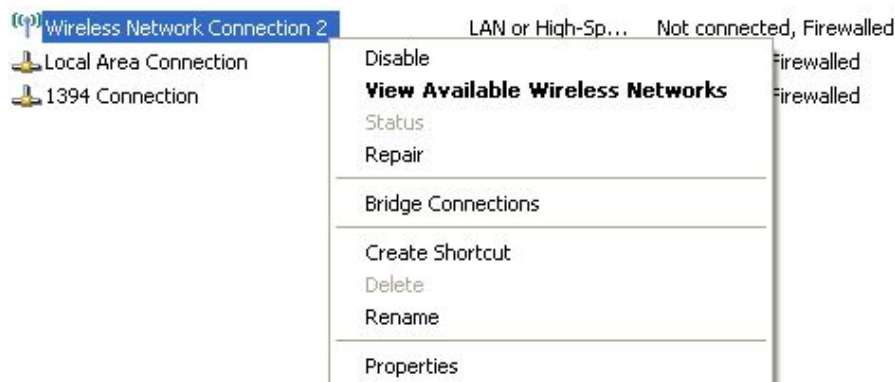 Wireless Network Connection 2 LAN or High-Sp... Not connected, Firewalled
Local Area Connection Firewalled
1394 Connection Firewalled
Disable
View Available Wireless Networks
Status
Repair
Bridge Connections
Create Shortcut
Delete
Rename
Properties